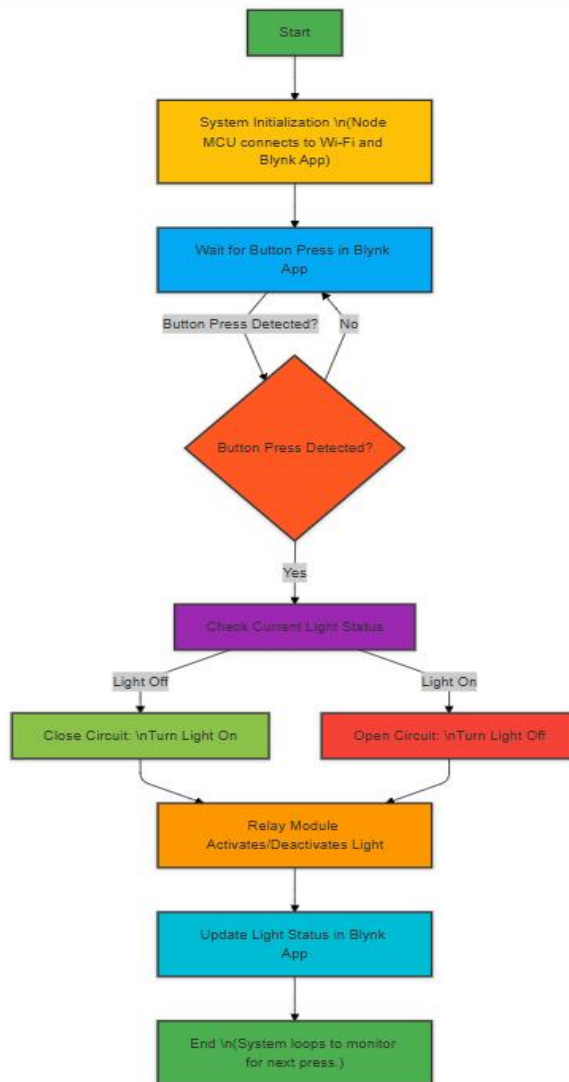 Start
System Initialization \n(Node
MCU connects to Wi-Fi and
Blynk App)
Wait for Button Press in Blynk
App
Button Press Detected?
No
Button Press Detected?
Yes
Check Current Light Status
Light Off
Light On
Close Circuit: \nTurn Light On
Open Circuit: \nTurn Light Off
Relay Module
Activates/Deactivates Light
Update Light Status in Blynk
App
End \n(System loops to monitor
for next press.)